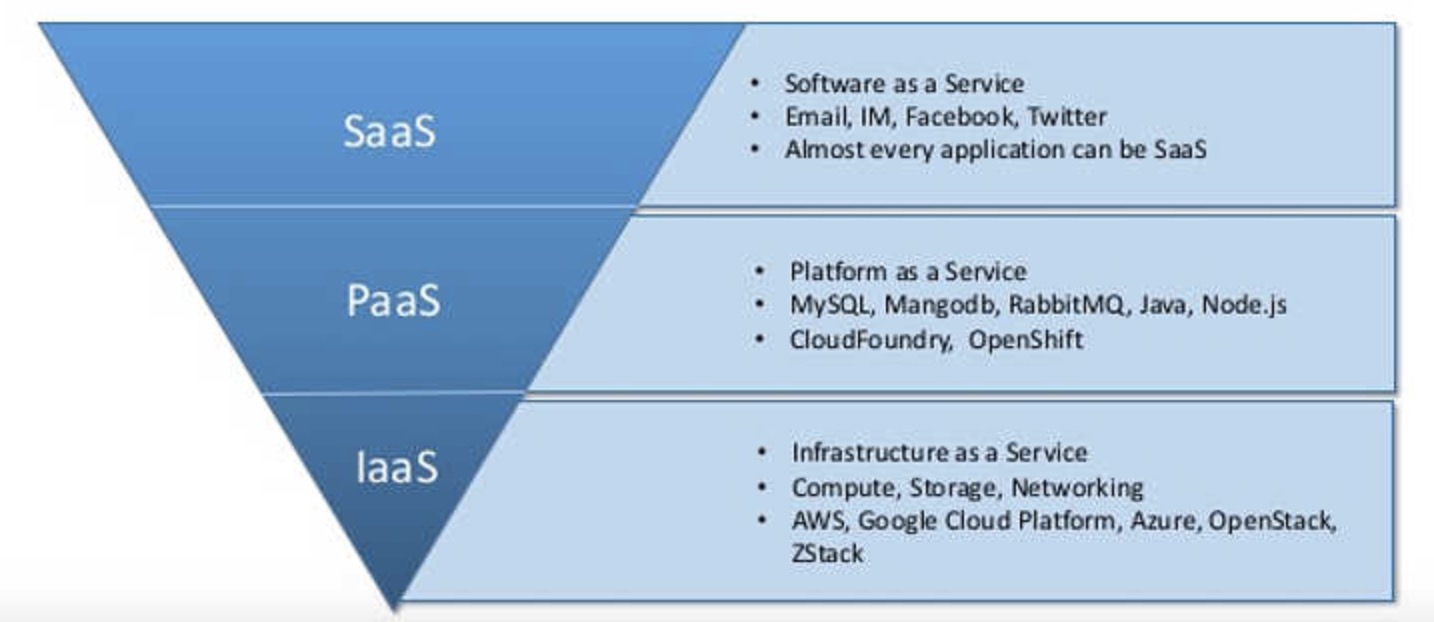 SaaS
• Software as a Service
• Email, IM, Facebook, Twitter
• Almost every application can be SaaS
PaaS
• Platform as a Service
• MySQL, Mangodb, RabbitMQ, Java, Node.js
• CloudFoundry, OpenShift
IaaS
• Infrastructure as a Service
• Compute, Storage, Networking
• AWS, Google Cloud Platform, Azure, OpenStack,
ZStack